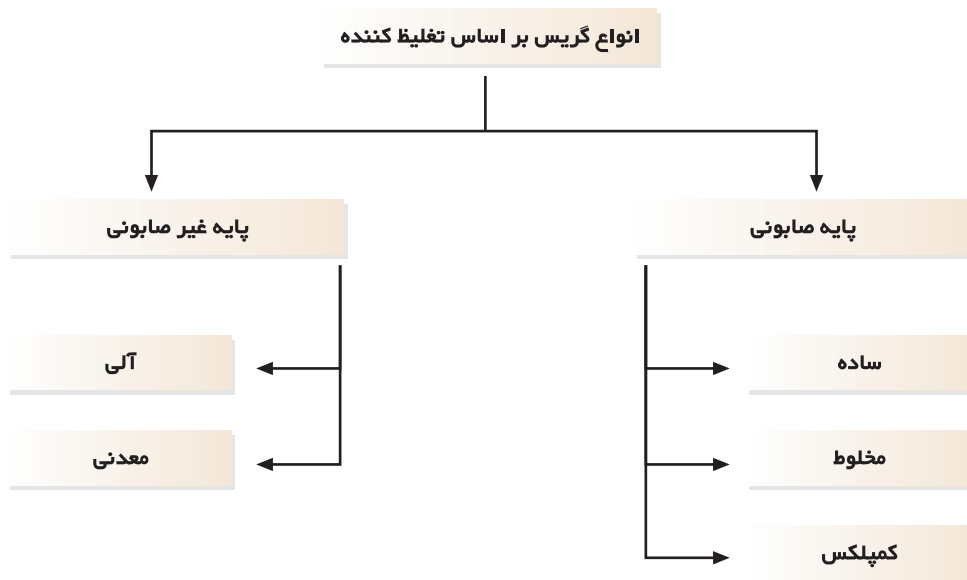 انواع گریس بر اساس تغلیظ کننده
پایه صابونی
پایه غیر صابونی
ساده
مخلوط
کمپلکس
آلی
معدنی